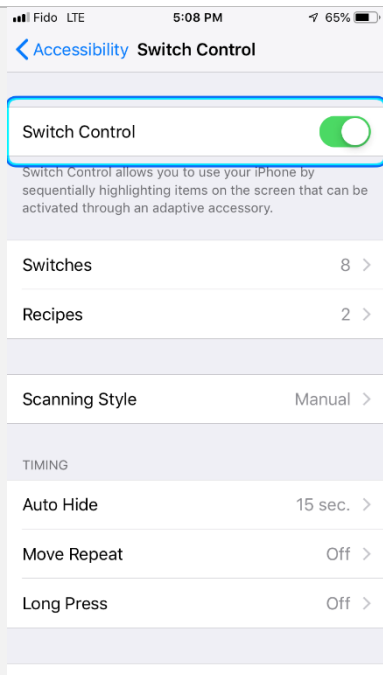 Fido LTE 5:08 PM 65%
Accessibility Switch Control
Switch Control
Switch Control allows you to use your iPhone by
sequentially highlighting items on the screen that can be
activated through an adaptive accessory.
Switches 8
Recipes 2
Scanning Style Manual
TIMING
Auto Hide 15 sec.
Move Repeat Off
Long Press Off